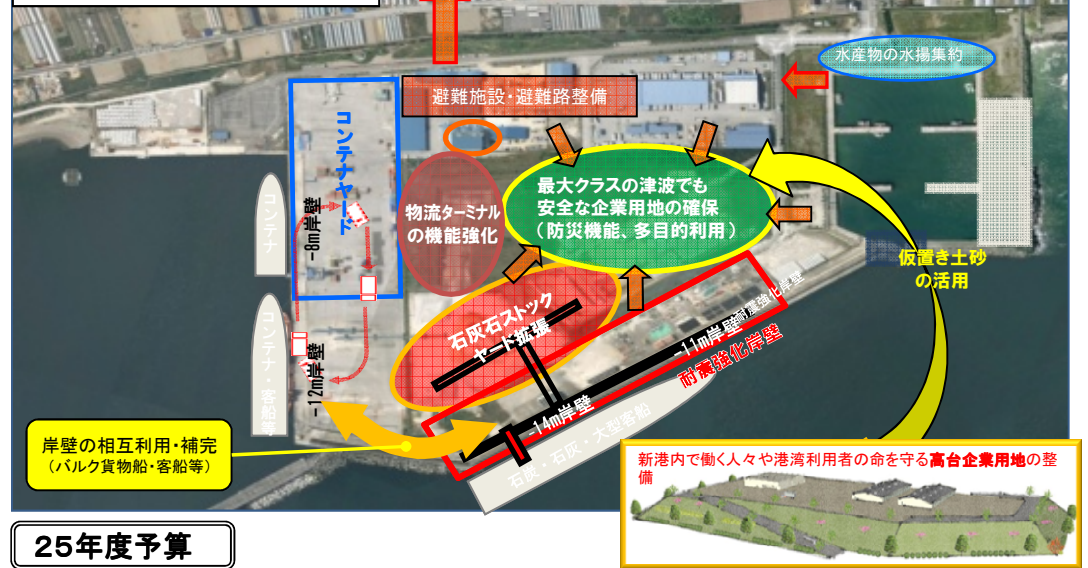 水産物の水揚集約
避難施設・避難路整備
コンテナヤード
-8m岸壁
コンテナ
物流ターミナル
の機能強化
最大クラスの津波でも
安全な企業用地の確保
（防災機能、多目的利用）
仮置き土砂
の活用
石灰石ストック
ヤード拡張
耐震強化岸壁
-11m岸壁
耐震強化岸壁
-12m岸壁
コンテナ・客船等
-14m岸壁
石炭・石灰・大型客船
岸壁の相互利用・補完
（バルク貨物船・客船等）
新港内で働く人々や港湾利用者の命を守る高台企業用地の整
備
25年度予算